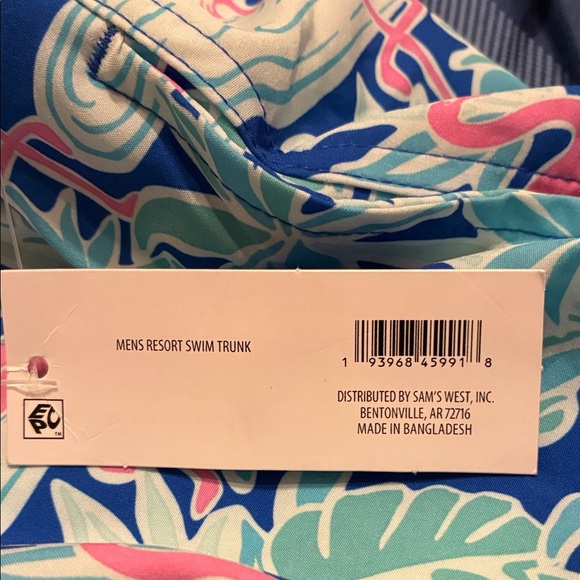 MENS RESORT SWIM TRUNK
1 93968 45991 8
DISTRIBUTED BY SAM'S WEST, INC.
BENTONVILLE, AR 72716
MADE IN BANGLADESH
EPC
TM